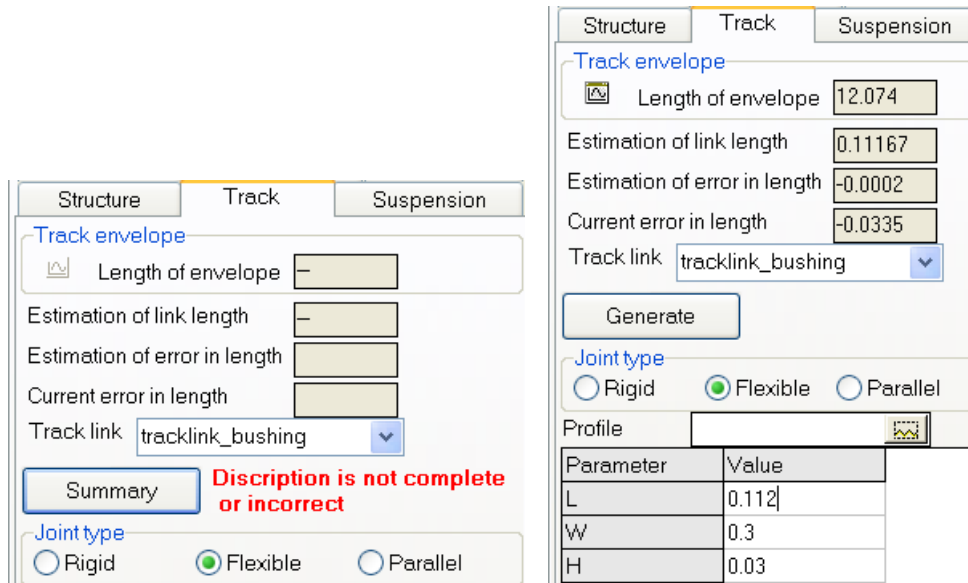 Structure Track Suspension
Track envelope
Length of envelope –
Estimation of link length –
Estimation of error in length
Current error in length
Track link tracklink_bushing
Summary Discription is not complete
or incorrect
Joint type
Rigid Flexible Parallel
Structure Track Suspension
Track envelope
Length of envelope 12.074
Estimation of link length 0.11167
Estimation of error in length -0.0002
Current error in length -0.0335
Track link tracklink_bushing
Generate
Joint type
Rigid Flexible Parallel
Profile
Parameter Value
L 0.112
W 0.3
H 0.03